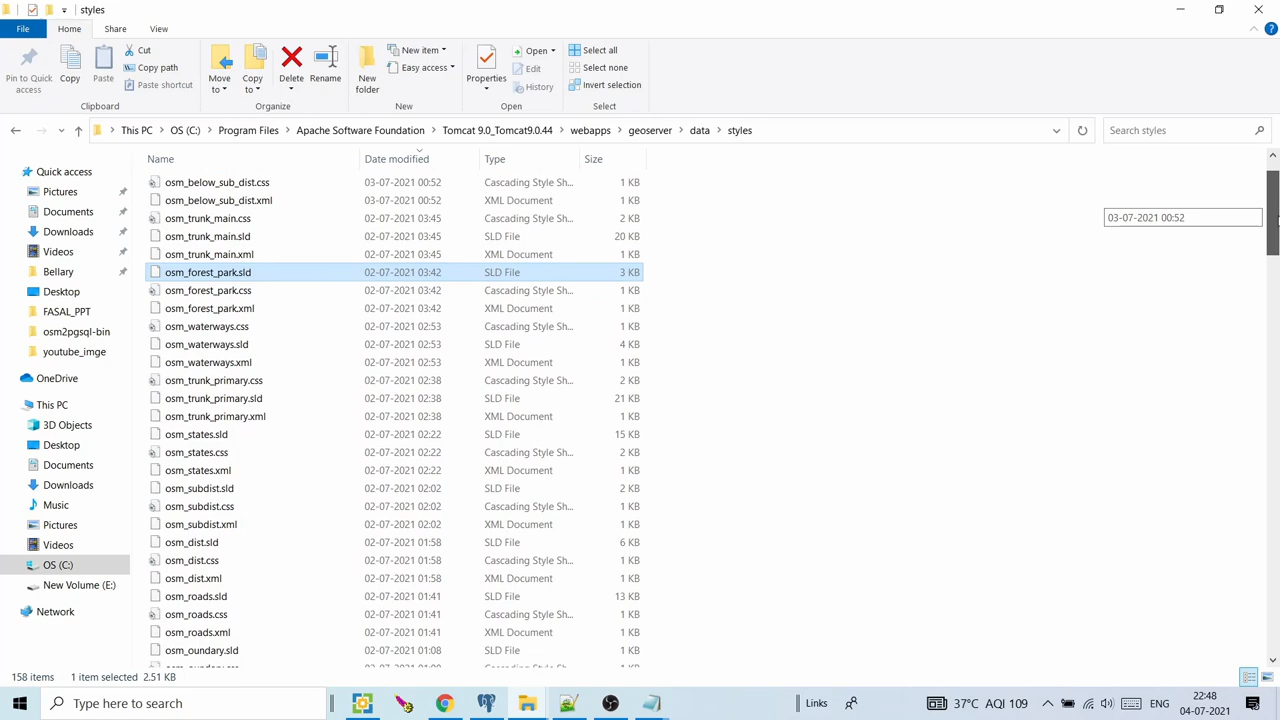 styles
File Home Share View
Pin to Quick access
Copy
Paste
Cut
Copy path
Paste shortcut
Clipboard
Move to
Copy to
Delete
Rename
Organize
New folder
New item
Easy access
New
Properties
Open
Edit
History
Open
Select all
Select none
Invert selection
Select
This PC OS (C:) Program Files Apache Software Foundation Tomcat 9.0_Tomcat9.0.44 webapps geoserver data styles
Search styles
Quick access
Pictures
Documents
Downloads
Videos
Bellary
Desktop
FASAL_PPT
osm2pgsql-bin
youtube_imge
OneDrive
This PC
3D Objects
Desktop
Documents
Downloads
Music
Pictures
Videos
OS (C:)
New Volume (E:)
Network
Name Date modified Type Size
osm_below_sub_dist.css 03-07-2021 00:52 Cascading Style Sh... 1 KB
osm_below_sub_dist.xml 03-07-2021 00:52 XML Document 1 KB
osm_trunk_main.css 02-07-2021 03:45 Cascading Style Sh... 2 KB
osm_trunk_main.sld 02-07-2021 03:45 SLD File 20 KB
osm_trunk_main.xml 02-07-2021 03:45 XML Document 1 KB
osm_forest_park.sld 02-07-2021 03:42 SLD File 3 KB
osm_forest_park.css 02-07-2021 03:42 Cascading Style Sh... 1 KB
osm_forest_park.xml 02-07-2021 03:42 XML Document 1 KB
osm_waterways.css 02-07-2021 02:53 Cascading Style Sh... 1 KB
osm_waterways.sld 02-07-2021 02:53 SLD File 4 KB
osm_waterways.xml 02-07-2021 02:53 XML Document 1 KB
osm_trunk_primary.css 02-07-2021 02:38 Cascading Style Sh... 2 KB
osm_trunk_primary.sld 02-07-2021 02:38 SLD File 21 KB
osm_trunk_primary.xml 02-07-2021 02:38 XML Document 1 KB
osm_states.sld 02-07-2021 02:22 SLD File 15 KB
osm_states.css 02-07-2021 02:22 Cascading Style Sh... 2 KB
osm_states.xml 02-07-2021 02:22 XML Document 1 KB
osm_subdist.sld 02-07-2021 02:02 SLD File 2 KB
osm_subdist.css 02-07-2021 02:02 Cascading Style Sh... 1 KB
osm_subdist.xml 02-07-2021 02:02 XML Document 1 KB
osm_dist.sld 02-07-2021 01:58 SLD File 6 KB
osm_dist.css 02-07-2021 01:58 Cascading Style Sh... 1 KB
osm_dist.xml 02-07-2021 01:58 XML Document 1 KB
osm_roads.sld 02-07-2021 01:41 SLD File 13 KB
osm_roads.css 02-07-2021 01:41 Cascading Style Sh... 1 KB
osm_roads.xml 02-07-2021 01:41 XML Document 1 KB
osm_oundary.sld 02-07-2021 01:08 SLD File 2 KB
03-07-2021 00:52
158 items 1 item selected 2.51 KB
Type here to search
Links
37°C AQI 109
ENG
22:48
04-07-2021